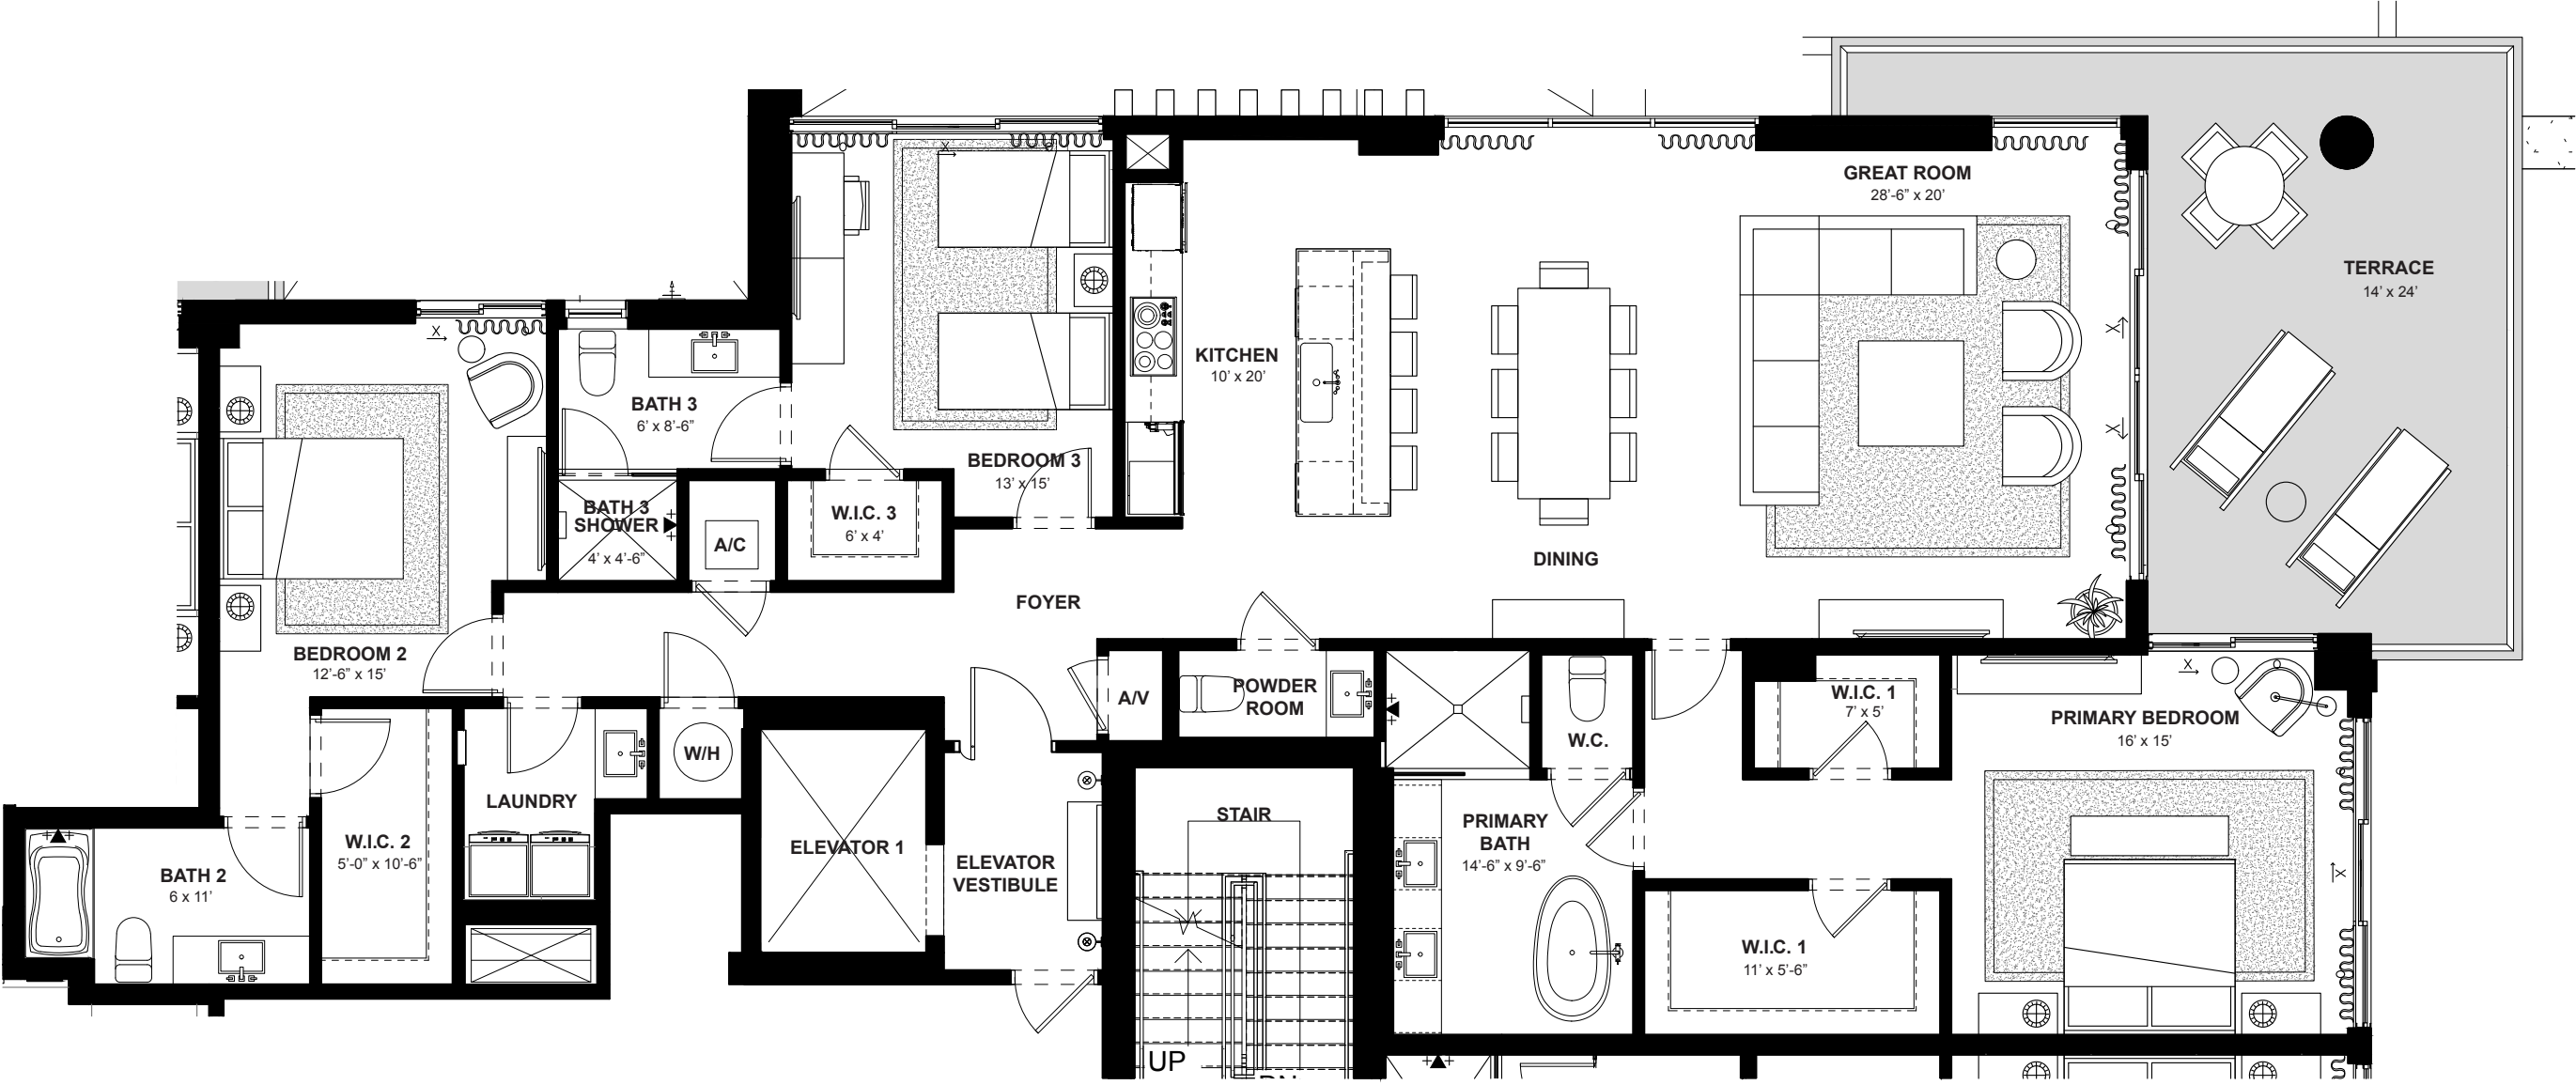 GREAT ROOM
28'-6" x 20'
TERRACE
14' x 24'
KITCHEN
10' x 20'
BATH 3
6' x 8'-6"
BEDROOM 3
13' x 15'
BATH 3
SHOWER
4' x 4'-6"
A/C
W.I.C. 3
6' x 4'
DINING
FOYER
BEDROOM 2
12'-6" x 15'
A/V
POWDER
ROOM
W.C.
W.I.C. 1
7' x 5'
PRIMARY BEDROOM
16' x 15'
W/H
LAUNDRY
W.I.C. 2
5'-0" x 10'-6"
BATH 2
6 x 11'
ELEVATOR 1
ELEVATOR
VESTIBULE
STAIR
PRIMARY
BATH
14'-6" x 9'-6"
W.I.C. 1
11' x 5'-6"
UP
X
X
X
X
X
X